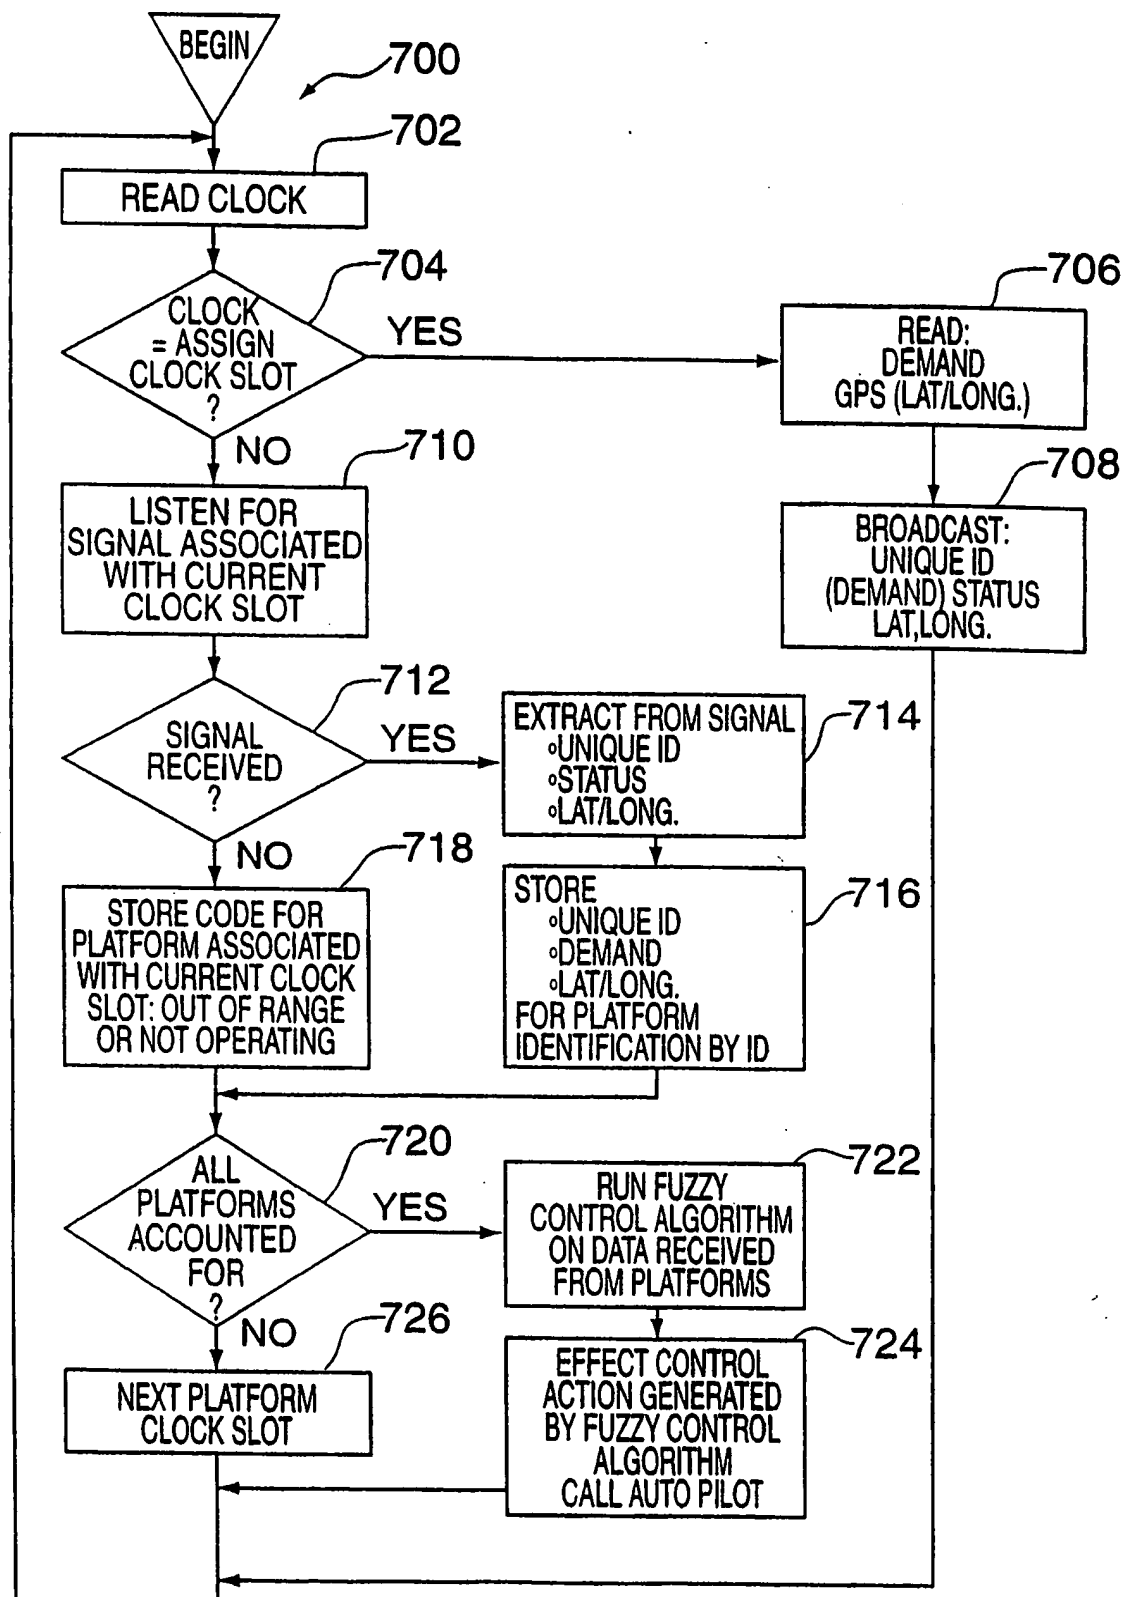 BEGIN
700
702
READ CLOCK
704
CLOCK
= ASSIGN
CLOCK SLOT
?
YES
706
READ:
DEMAND
GPS (LAT/LONG.)
NO
710
708
LISTEN FOR
SIGNAL ASSOCIATED
WITH CURRENT
CLOCK SLOT
BROADCAST:
UNIQUE ID
(DEMAND) STATUS
LAT,LONG.
712
SIGNAL
RECEIVED
?
YES
714
EXTRACT FROM SIGNAL
∘UNIQUE ID
∘STATUS
∘LAT/LONG.
NO
718
STORE CODE FOR
PLATFORM ASSOCIATED
WITH CURRENT CLOCK
SLOT: OUT OF RANGE
OR NOT OPERATING
716
STORE
∘UNIQUE ID
∘DEMAND
∘LAT/LONG.
FOR PLATFORM
IDENTIFICATION BY ID
720
ALL
PLATFORMS
ACCOUNTED
FOR
?
YES
722
RUN FUZZY
CONTROL ALGORITHM
ON DATA RECEIVED
FROM PLATFORMS
NO
726
NEXT PLATFORM
CLOCK SLOT
724
EFFECT CONTROL
ACTION GENERATED
BY FUZZY CONTROL
ALGORITHM
CALL AUTO PILOT